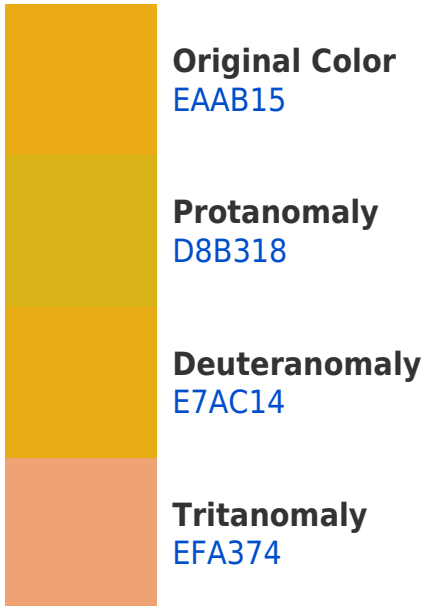 Original Color
EAAB15
Protanomaly
D8B318
Deuteranomaly
E7AC14
Tritanomaly
EFA374